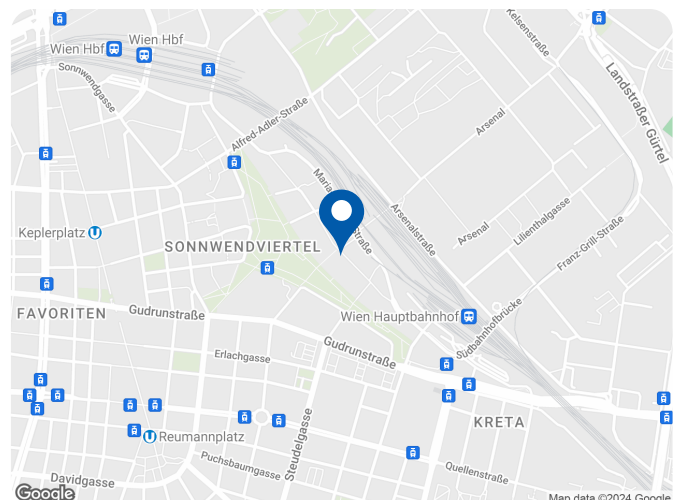 Wien Hbf
Wien Hbf
Kelsenstraße
Sonnwendgasse
Landstraßer Gürtel
Alfred-Adler-Straße
Arsenal
Maria
straße
Arsenalstraße
Lilienthalgasse
Arsenal
Franz-Grill-Straße
Keplerplatz
U
SONNWENDVIERTEL
Wien Hauptbahnhof
Südbahnhofbrücke
FAVORITEN
Gudrunstraße
Gudrunstraße
Erlachgasse
Steudelgasse
KRETA
U
Reumannplatz
Puchsbaumgasse
Quellenstraße
Davidgasse
Google
Map data ©2024 Google